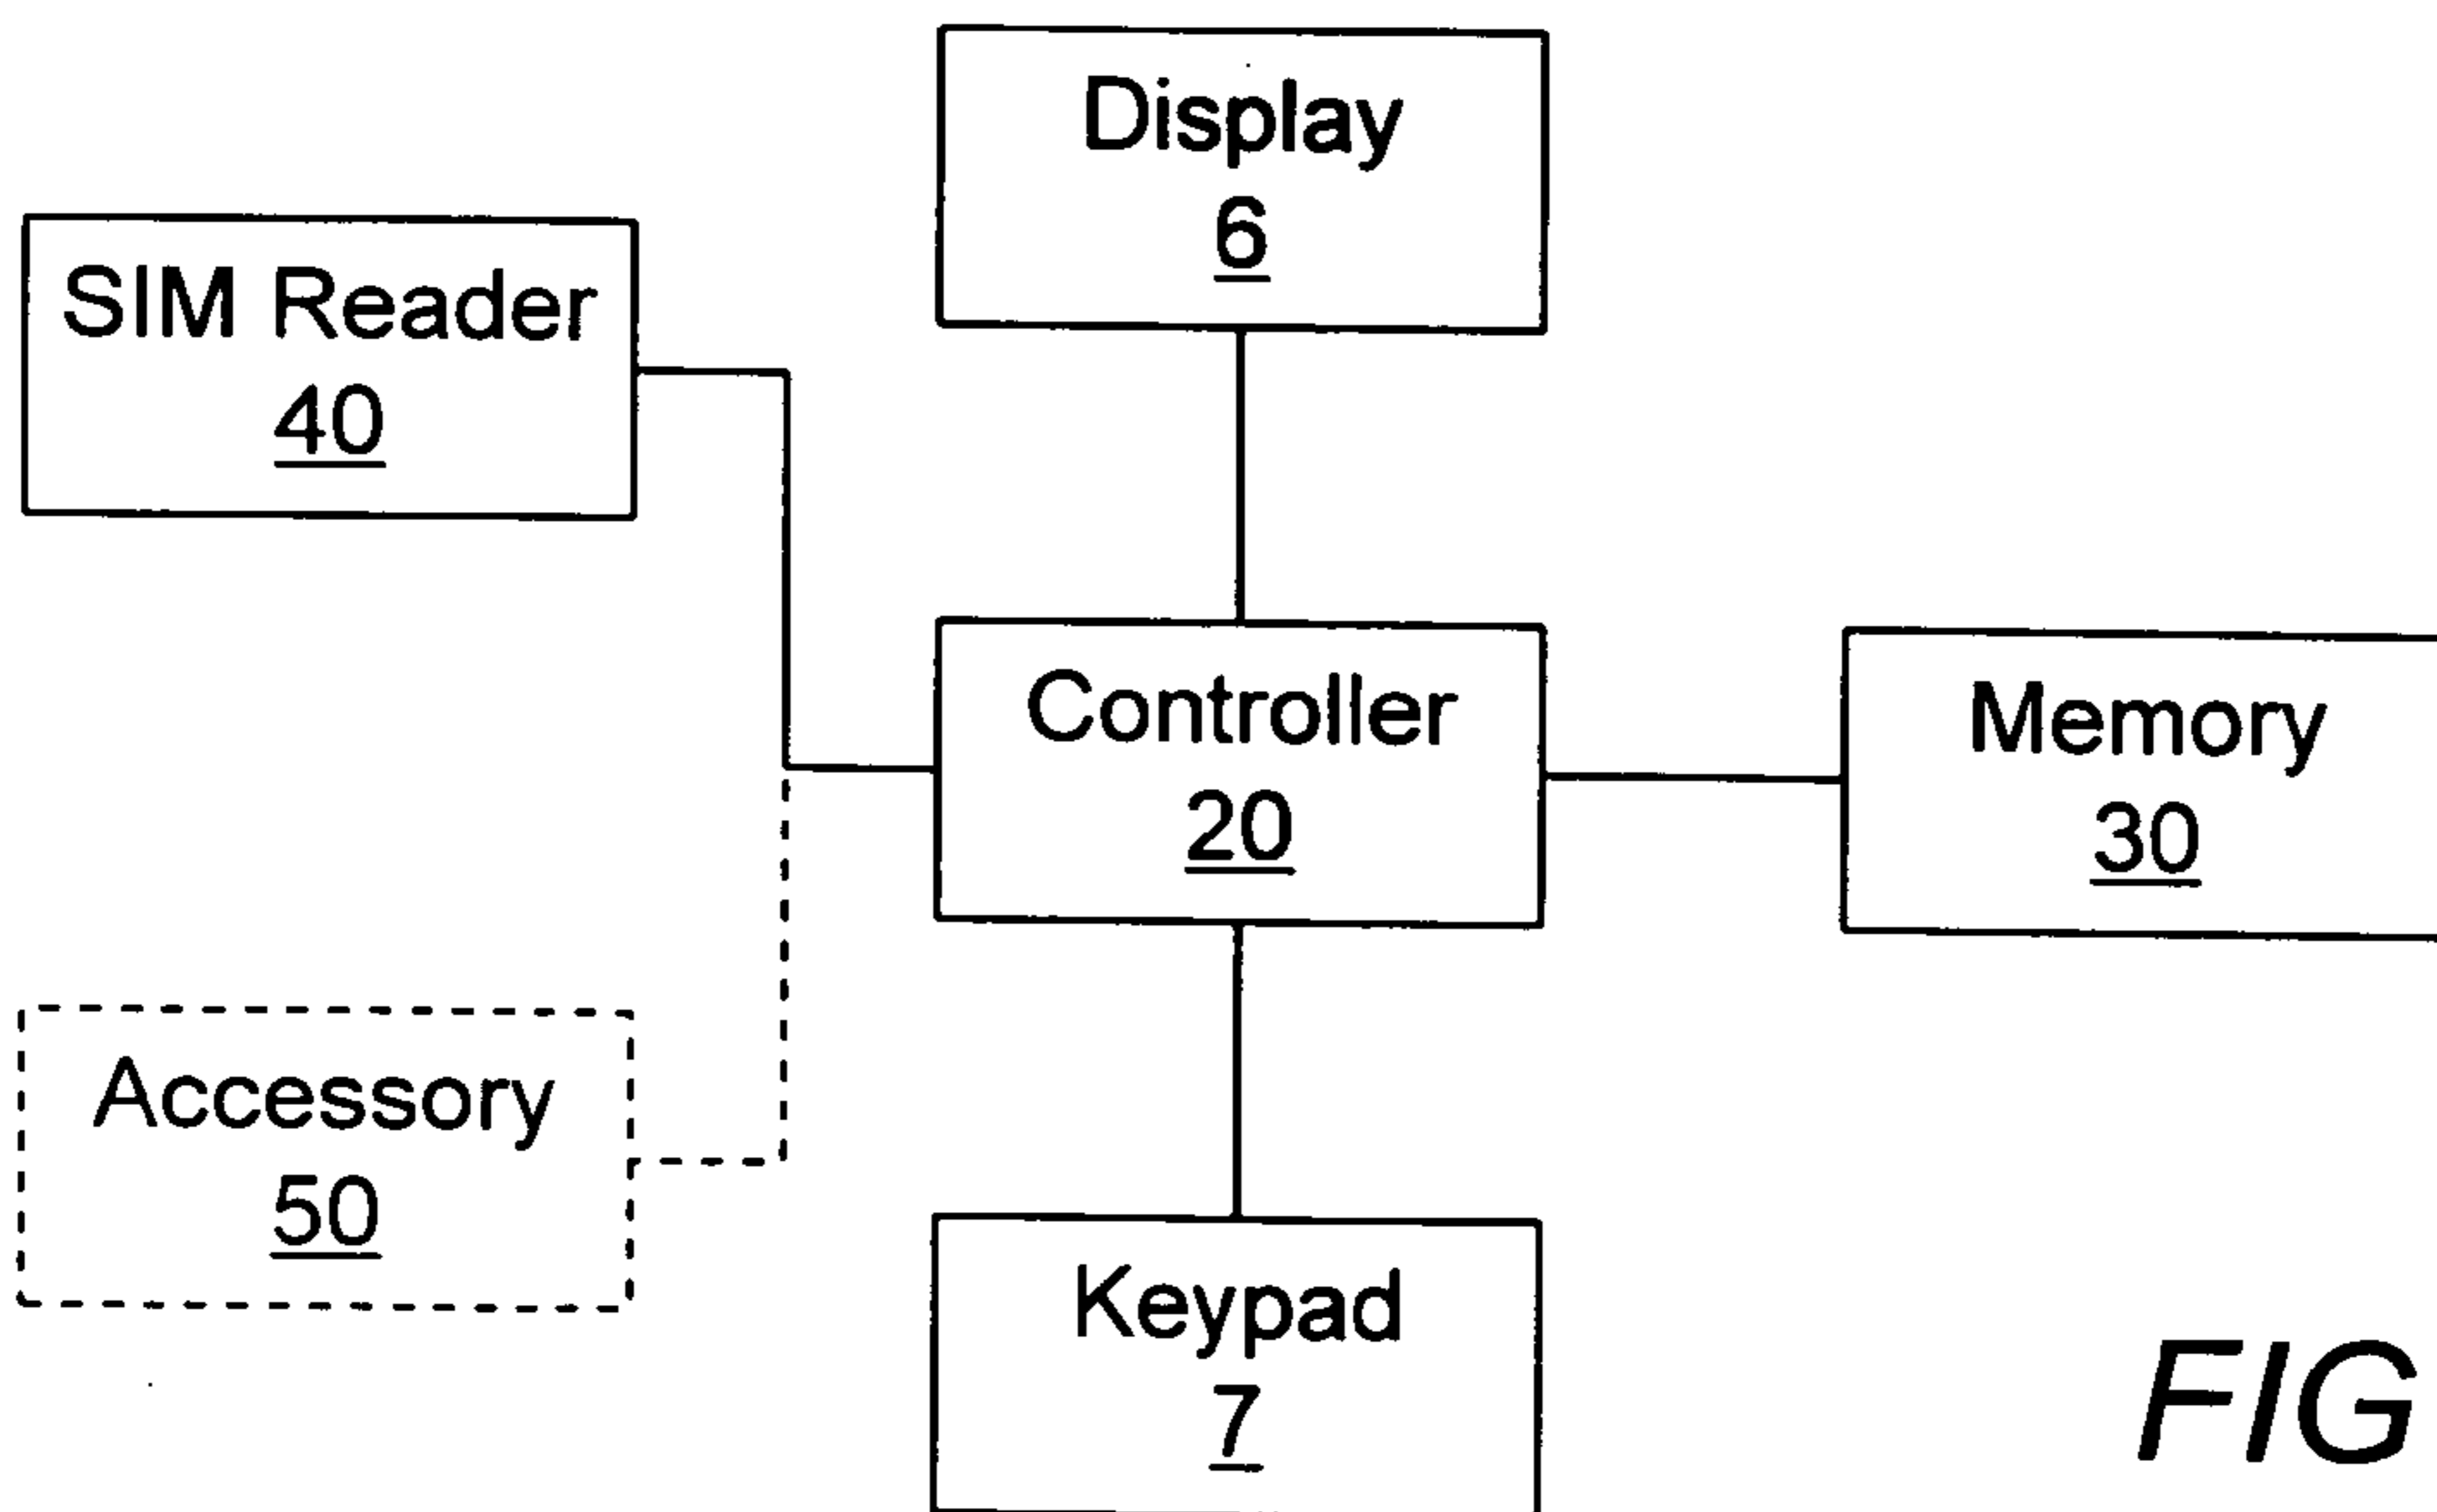 Display
6
SIM Reader
40
Controller
20
Memory
30
Accessory
50
Keypad
7
FIG